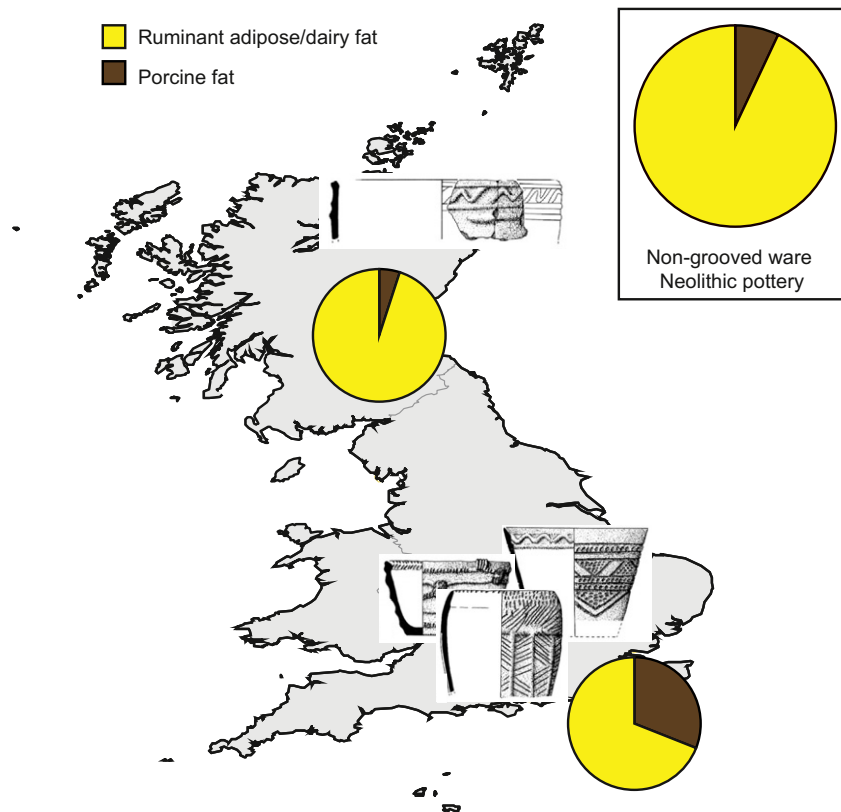 Ruminant adipose/dairy fat
Porcine fat
Non-grooved ware
Neolithic pottery